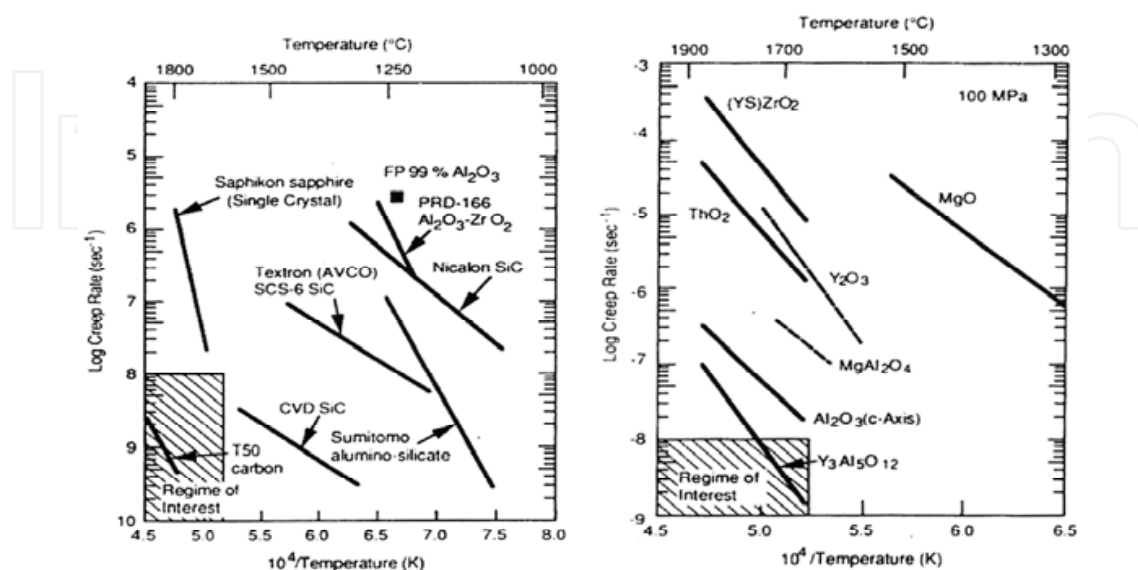 Temperature (°C)
1800 1500 1250 1000
4
5
6
7
8
9
10
Log Creep Rate (sec⁻¹)
Saphikon sapphire
(Single Crystal)
FP 99 % Al₂O₃
PRD-166
Al₂O₃-ZrO₂
Nicalon SiC
Textron (AVCO)
SCS-6 SiC
CVD SiC
Sumitomo
alumino-silicate
T50
carbon
Regime of
Interest
4.5 5.0 6.0 6.5 7.0 7.5 8.0
10⁴/Temperature (K)
Temperature (°C)
1900 1700 1500 1300
-3
-4
-5
-6
-7
-8
-9
Log Creep Rate (sec⁻¹)
100 MPa
(YS)ZrO₂
ThO₂
MgO
Y₂O₃
MgAl₂O₄
Al₂O₃(c-Axis)
Y₃Al₅O₁₂
Regime of
Interest
4.5 5.0 5.5 6.0 6.5
10⁴/Temperature (K)